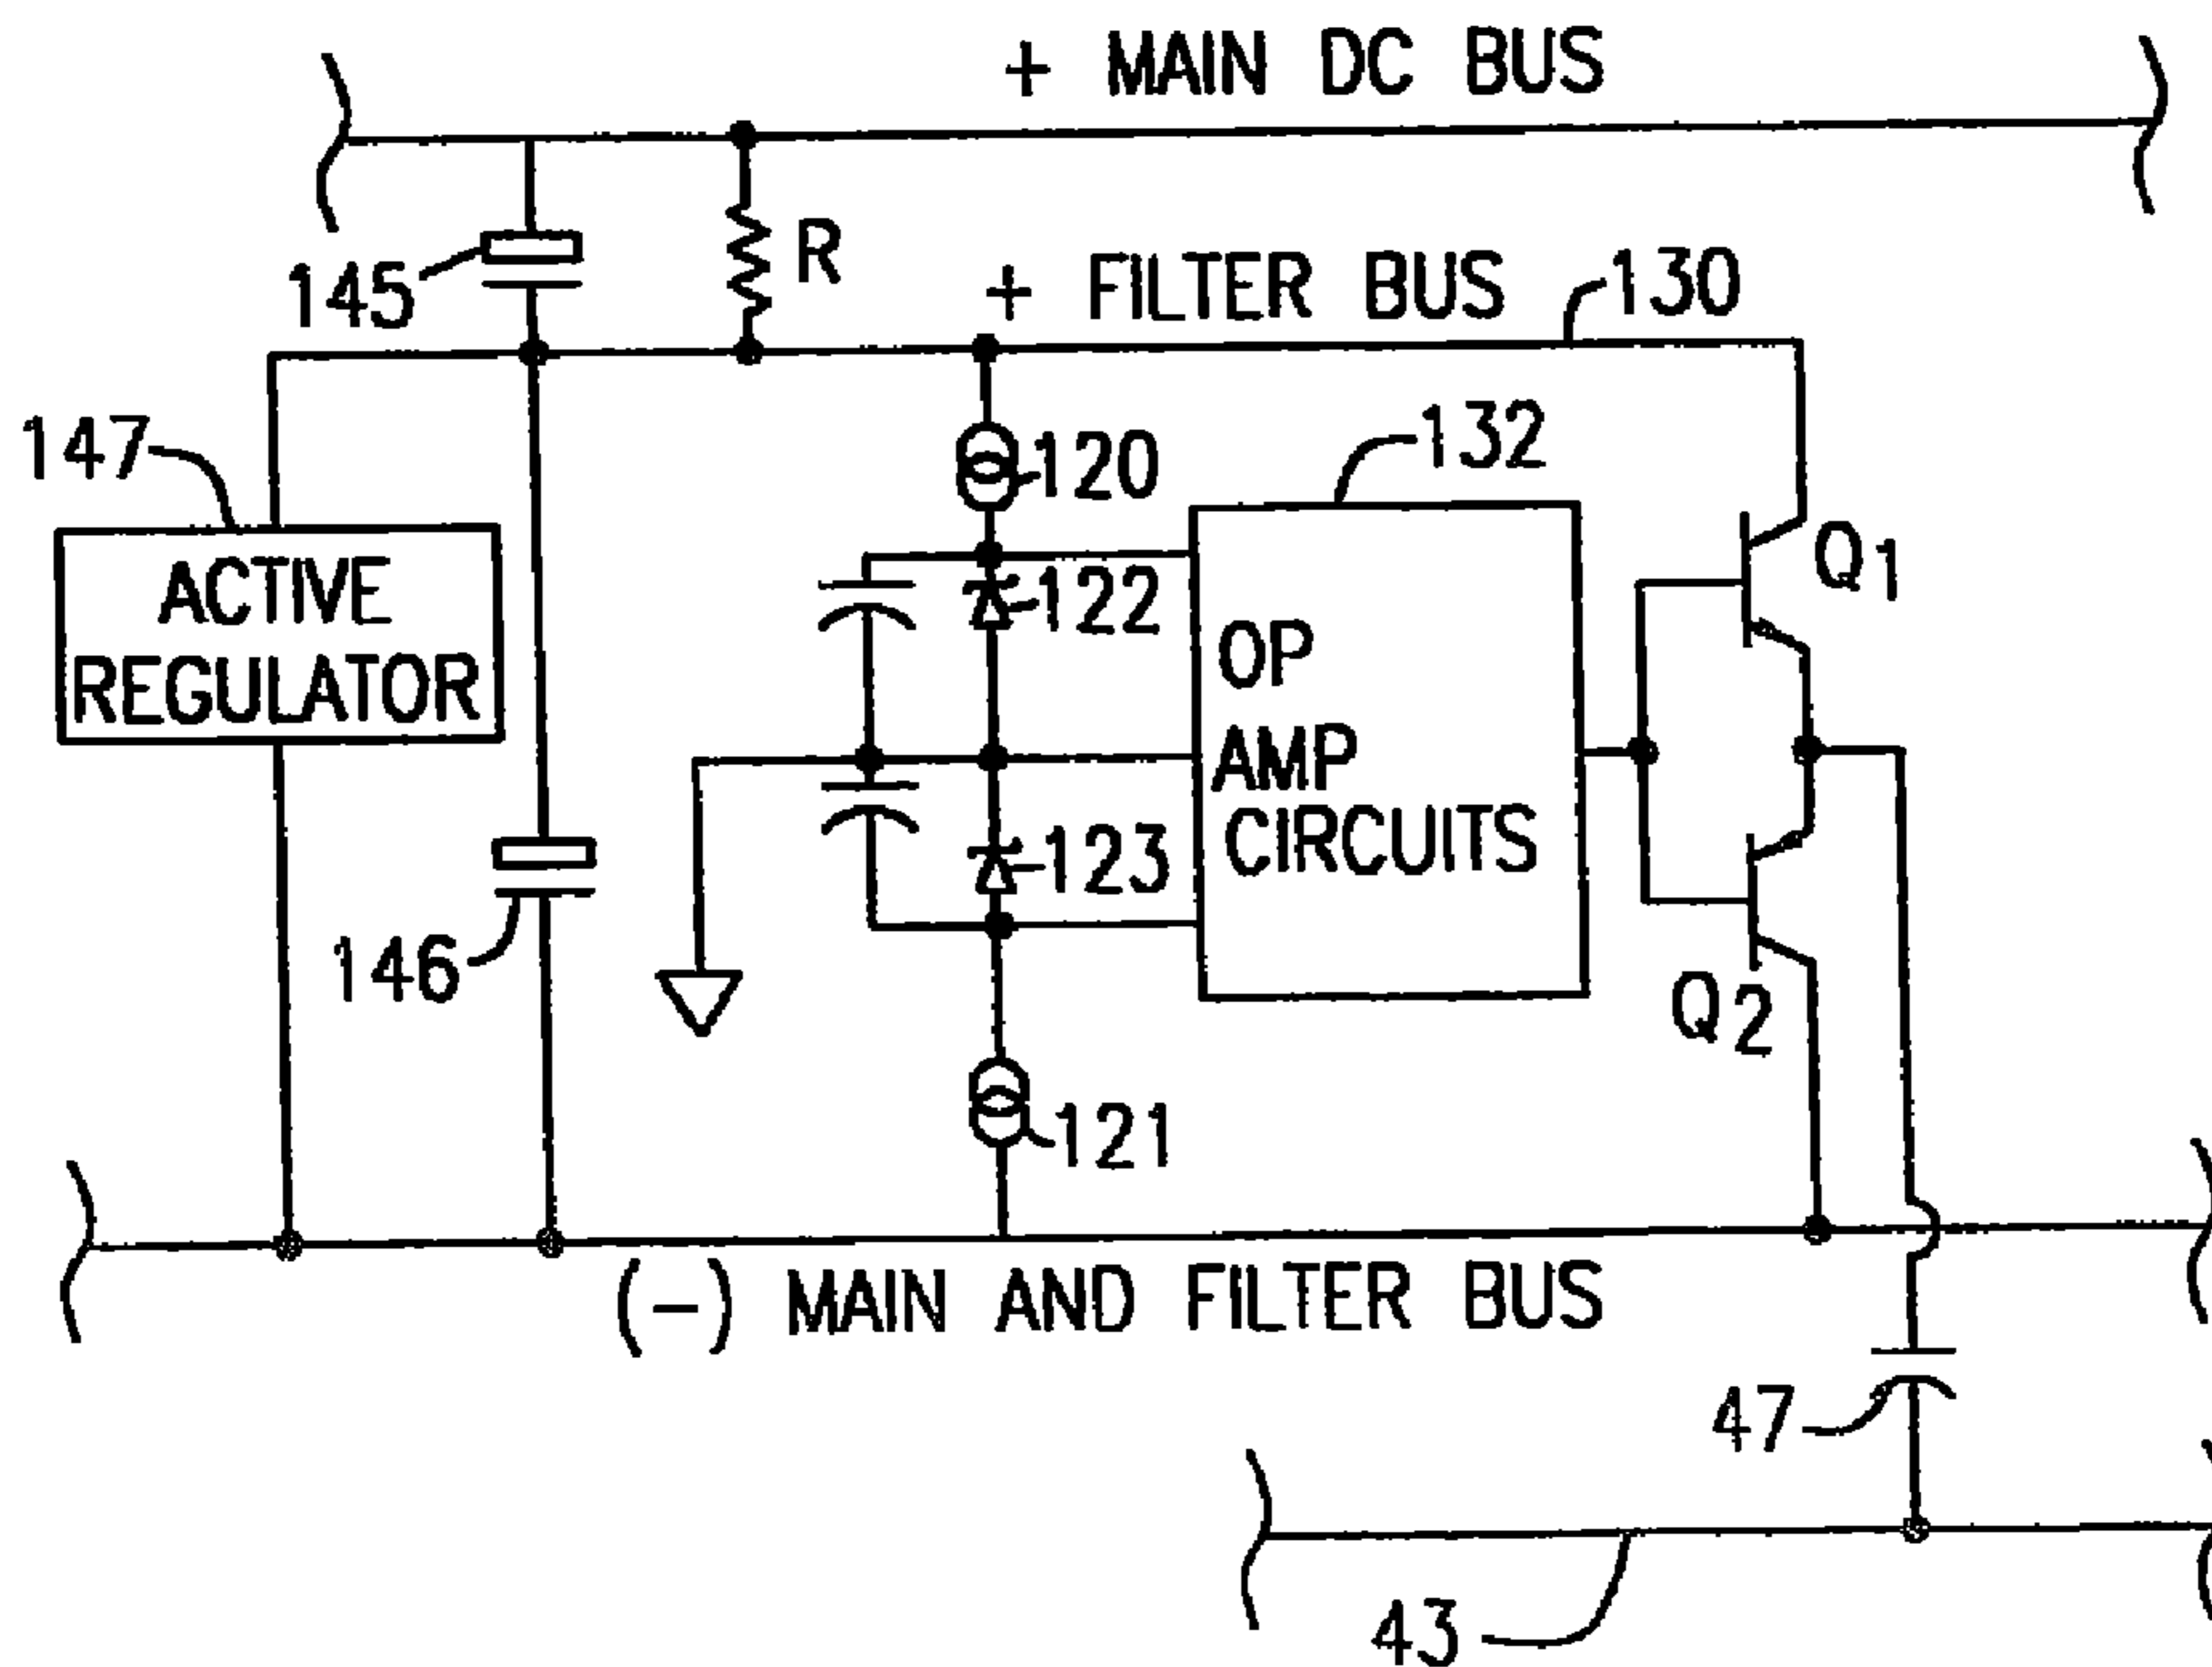 + MAIN DC BUS
145
R
+ FILTER BUS
130
147
120
132
ACTIVE
REGULATOR
122
Q1
OP
AMP
CIRCUITS
123
146
Q2
121
(-) MAIN AND FILTER BUS
47
43